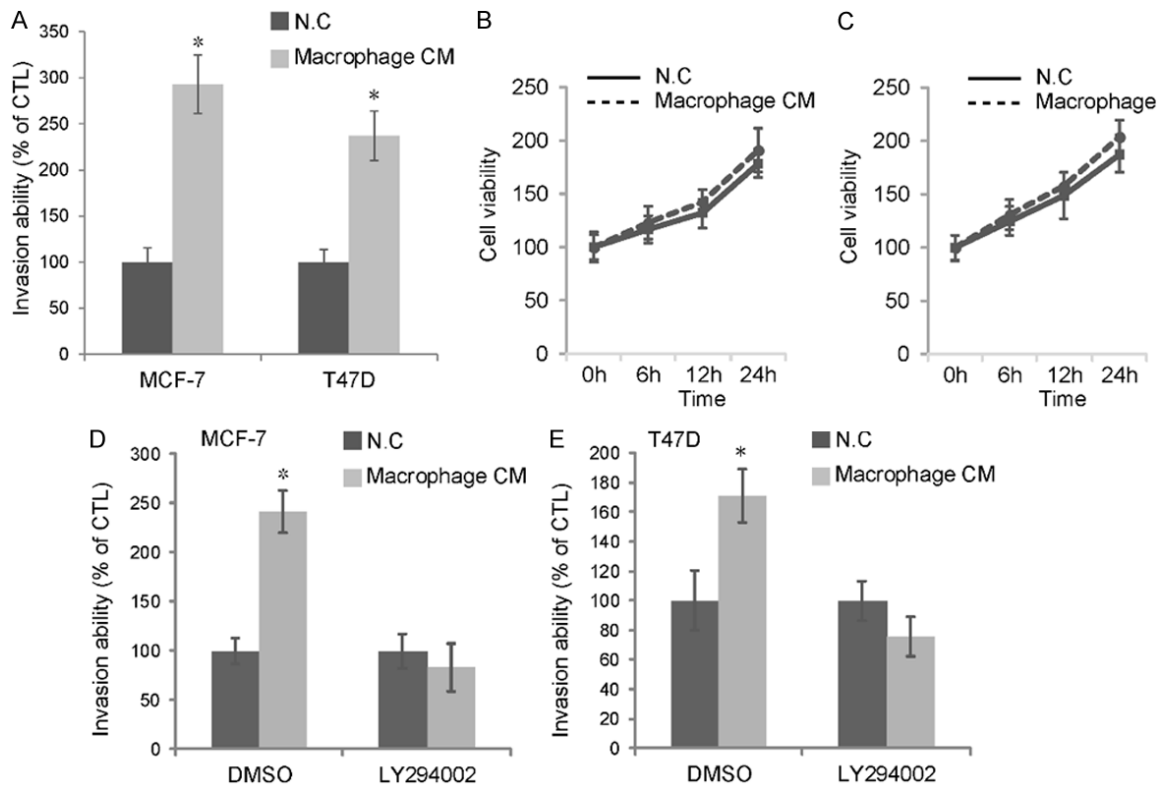 A
N.C
Macrophage CM
Invasion ability (% of CTL)
350
300
250
200
150
100
50
0
*
*
MCF-7
T47D
B
N.C
Macrophage CM
Cell viability
250
200
150
100
50
0
0h 6h 12h 24h
Time
C
N.C
Macrophage
Cell viability
250
200
150
100
50
0
0h 6h 12h 24h
Time
D
MCF-7
N.C
Macrophage CM
Invasion ability (% of CTL)
300
250
200
150
100
50
0
*
DMSO
LY294002
E
T47D
N.C
Macrophage CM
Invasion ability (% of CTL)
200
180
160
140
120
100
80
60
40
20
0
*
DMSO
LY294002